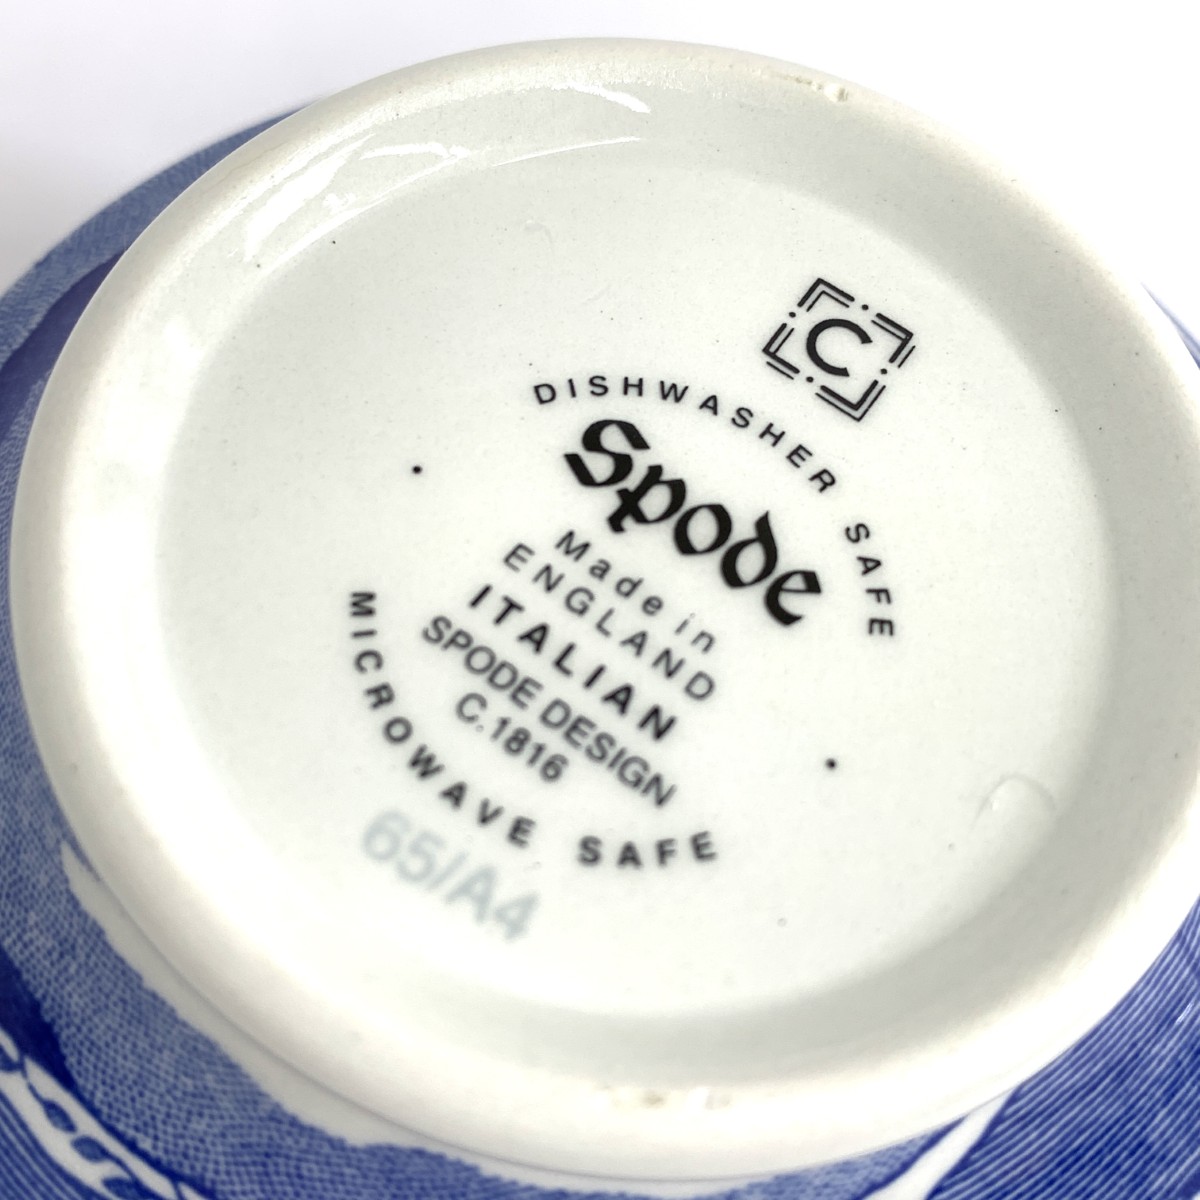 C
DISHWASHER SAFE
Spode
Made in
ENGLAND
ITALIAN
SPODE DESIGN
C.1816
MICROWAVE SAFE
65/A4